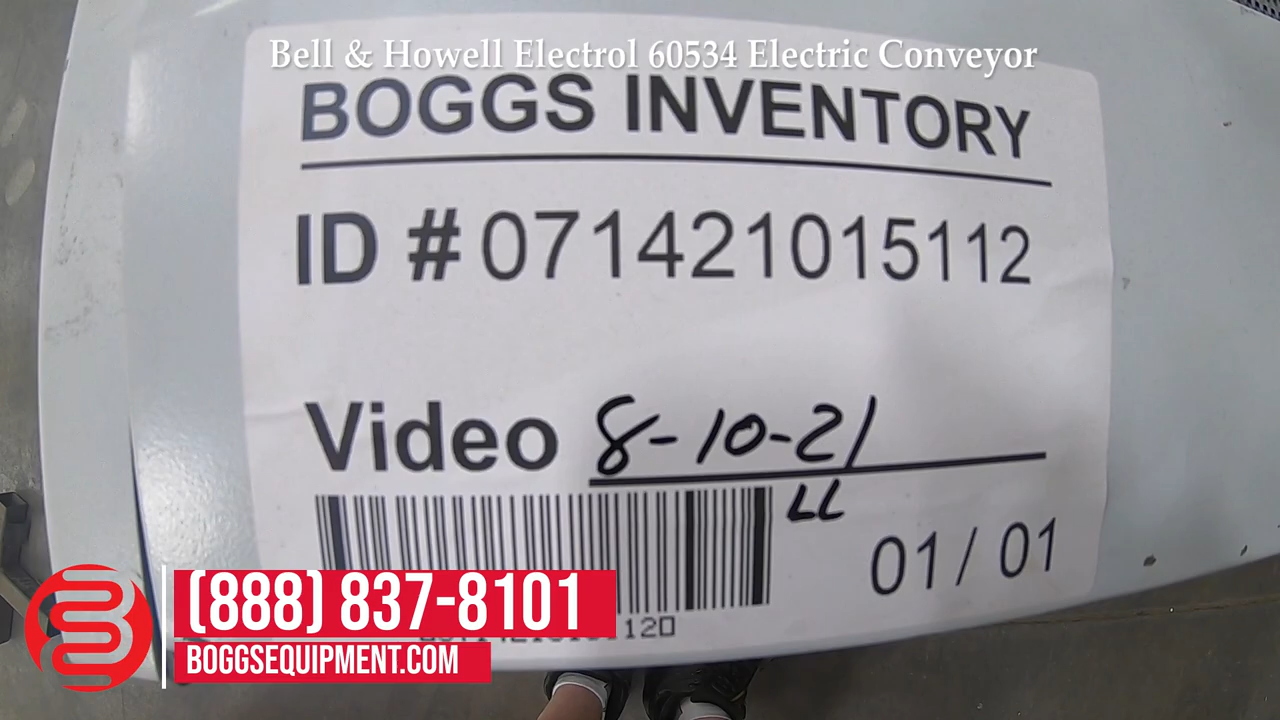 Bell & Howell Electrol 60534 Electric Conveyor
BOGGS INVENTORY
ID # 071421015112
Video 8-10-21
LL
01 / 01
(888) 837-8101
BOGGSEQUIPMENT.COM